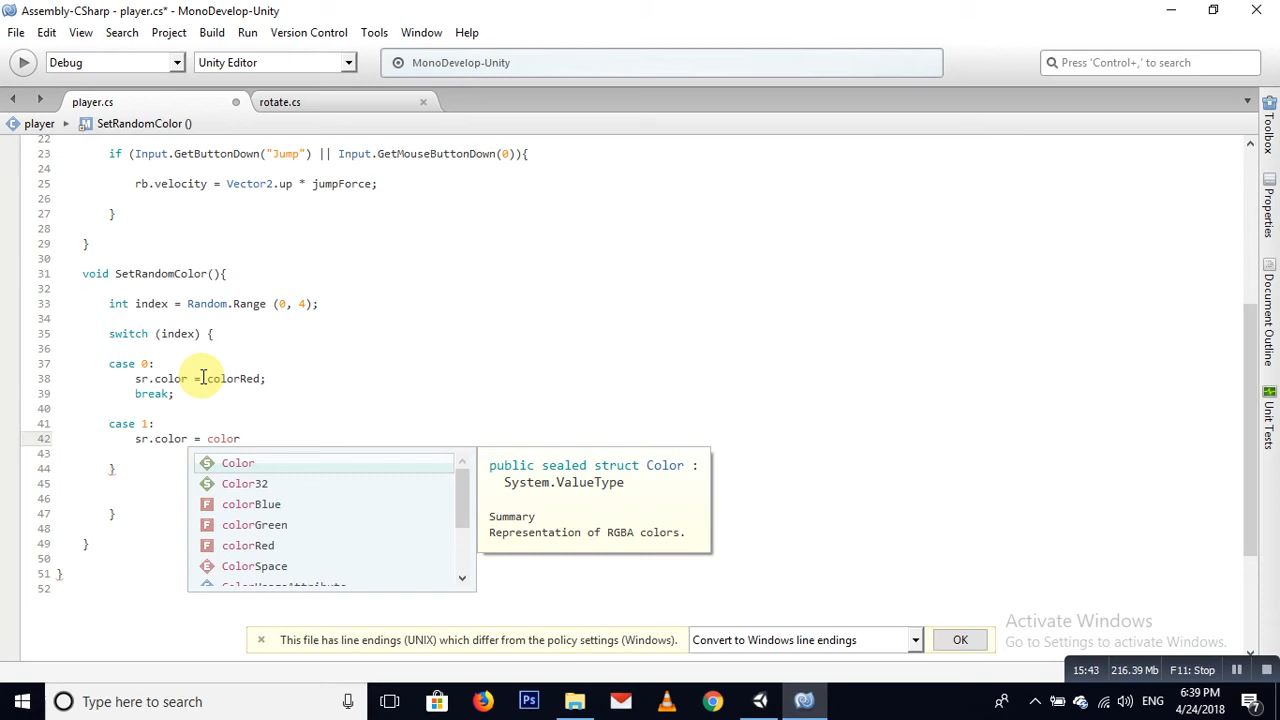 Assembly-CSharp - player.cs* - MonoDevelop-Unity
File Edit View Search Project Build Run Version Control Tools Window Help
Debug Unity Editor MonoDevelop-Unity Press 'Control+,' to search
player.cs rotate.cs
player SetRandomColor ()
22
23 if (Input.GetButtonDown("Jump") || Input.GetMouseButtonDown(0)){
24
25 rb.velocity = Vector2.up * jumpForce;
26
27 }
28
29 }
30
31 void SetRandomColor(){
32
33 int index = Random.Range (0, 4);
34
35 switch (index) {
36
37 case 0:
38 sr.color = colorRed;
39 break;
40
41 case 1:
42 sr.color = color
43
44 }
45
46
47 }
48
49 }
50
51 }
52
Color
Color32
colorBlue
colorGreen
colorRed
ColorSpace
ColorUsageAttribute
public sealed struct Color :
System.ValueType
Summary
Representation of RGBA colors.
Toolbox
Properties
Document Outline
Unit Tests
This file has line endings (UNIX) which differ from the policy settings (Windows). Convert to Windows line endings OK
Activate Windows
Go to Settings to activate Windows.
15:43 216.39 Mb F11: Stop
Type here to search
Ps
ENG
6:39 PM
4/24/2018
7